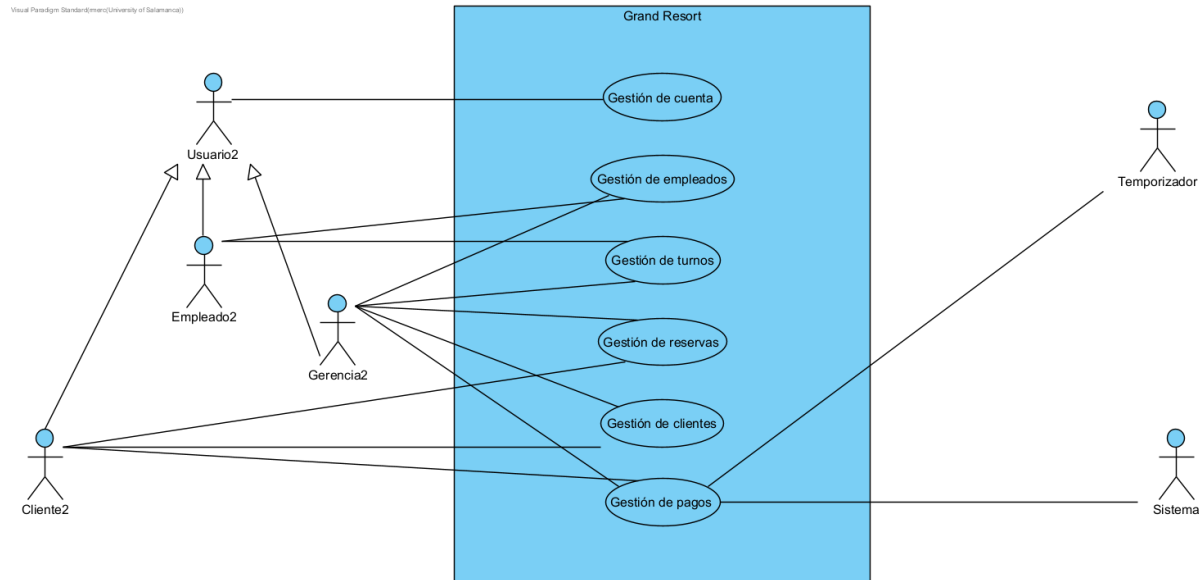 Visual Paradigm Standard(merc(University of Salamanca))
Grand Resort
Gestión de cuenta
Usuario2
Temporizador
Gestión de empleados
Gestión de turnos
Empleado2
Gestión de reservas
Gerencia2
Gestión de clientes
Gestión de pagos
Cliente2
Sistema